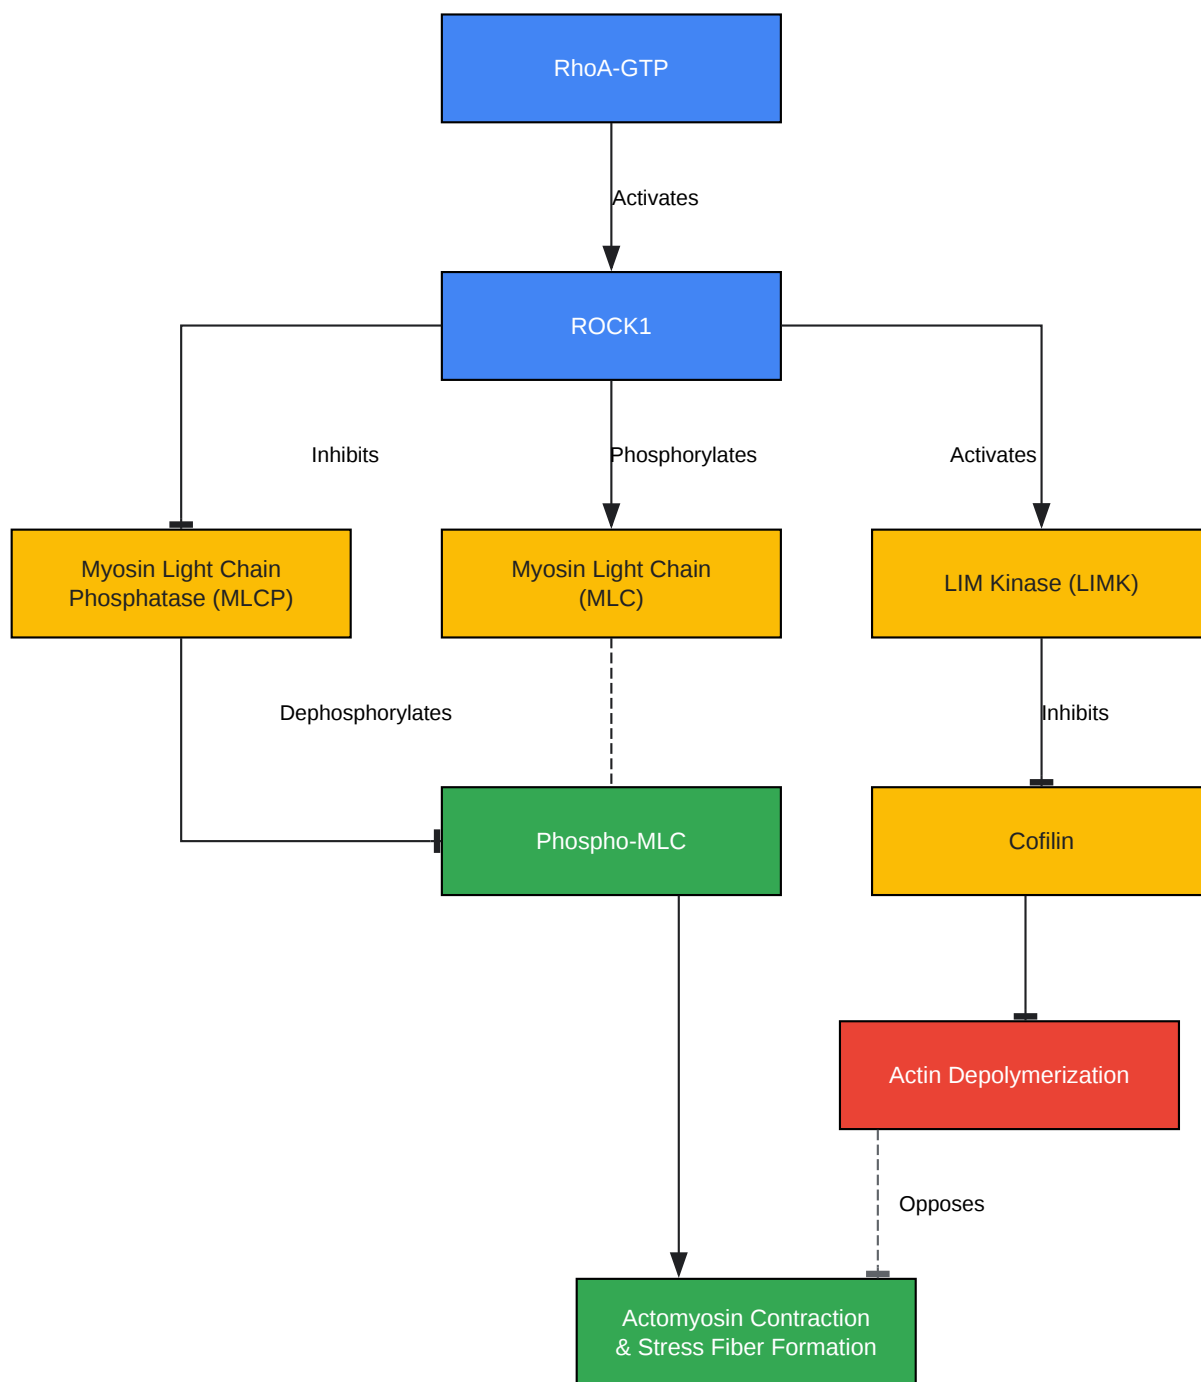 RhoA-GTP
Activates
ROCK1
Inhibits
Phosphorylates
Activates
Myosin Light Chain
Phosphatase (MLCP)
Myosin Light Chain
(MLC)
LIM Kinase (LIMK)
Dephosphorylates
Inhibits
Phospho-MLC
Cofilin
Actin Depolymerization
Opposes
Actomyosin Contraction
& Stress Fiber Formation